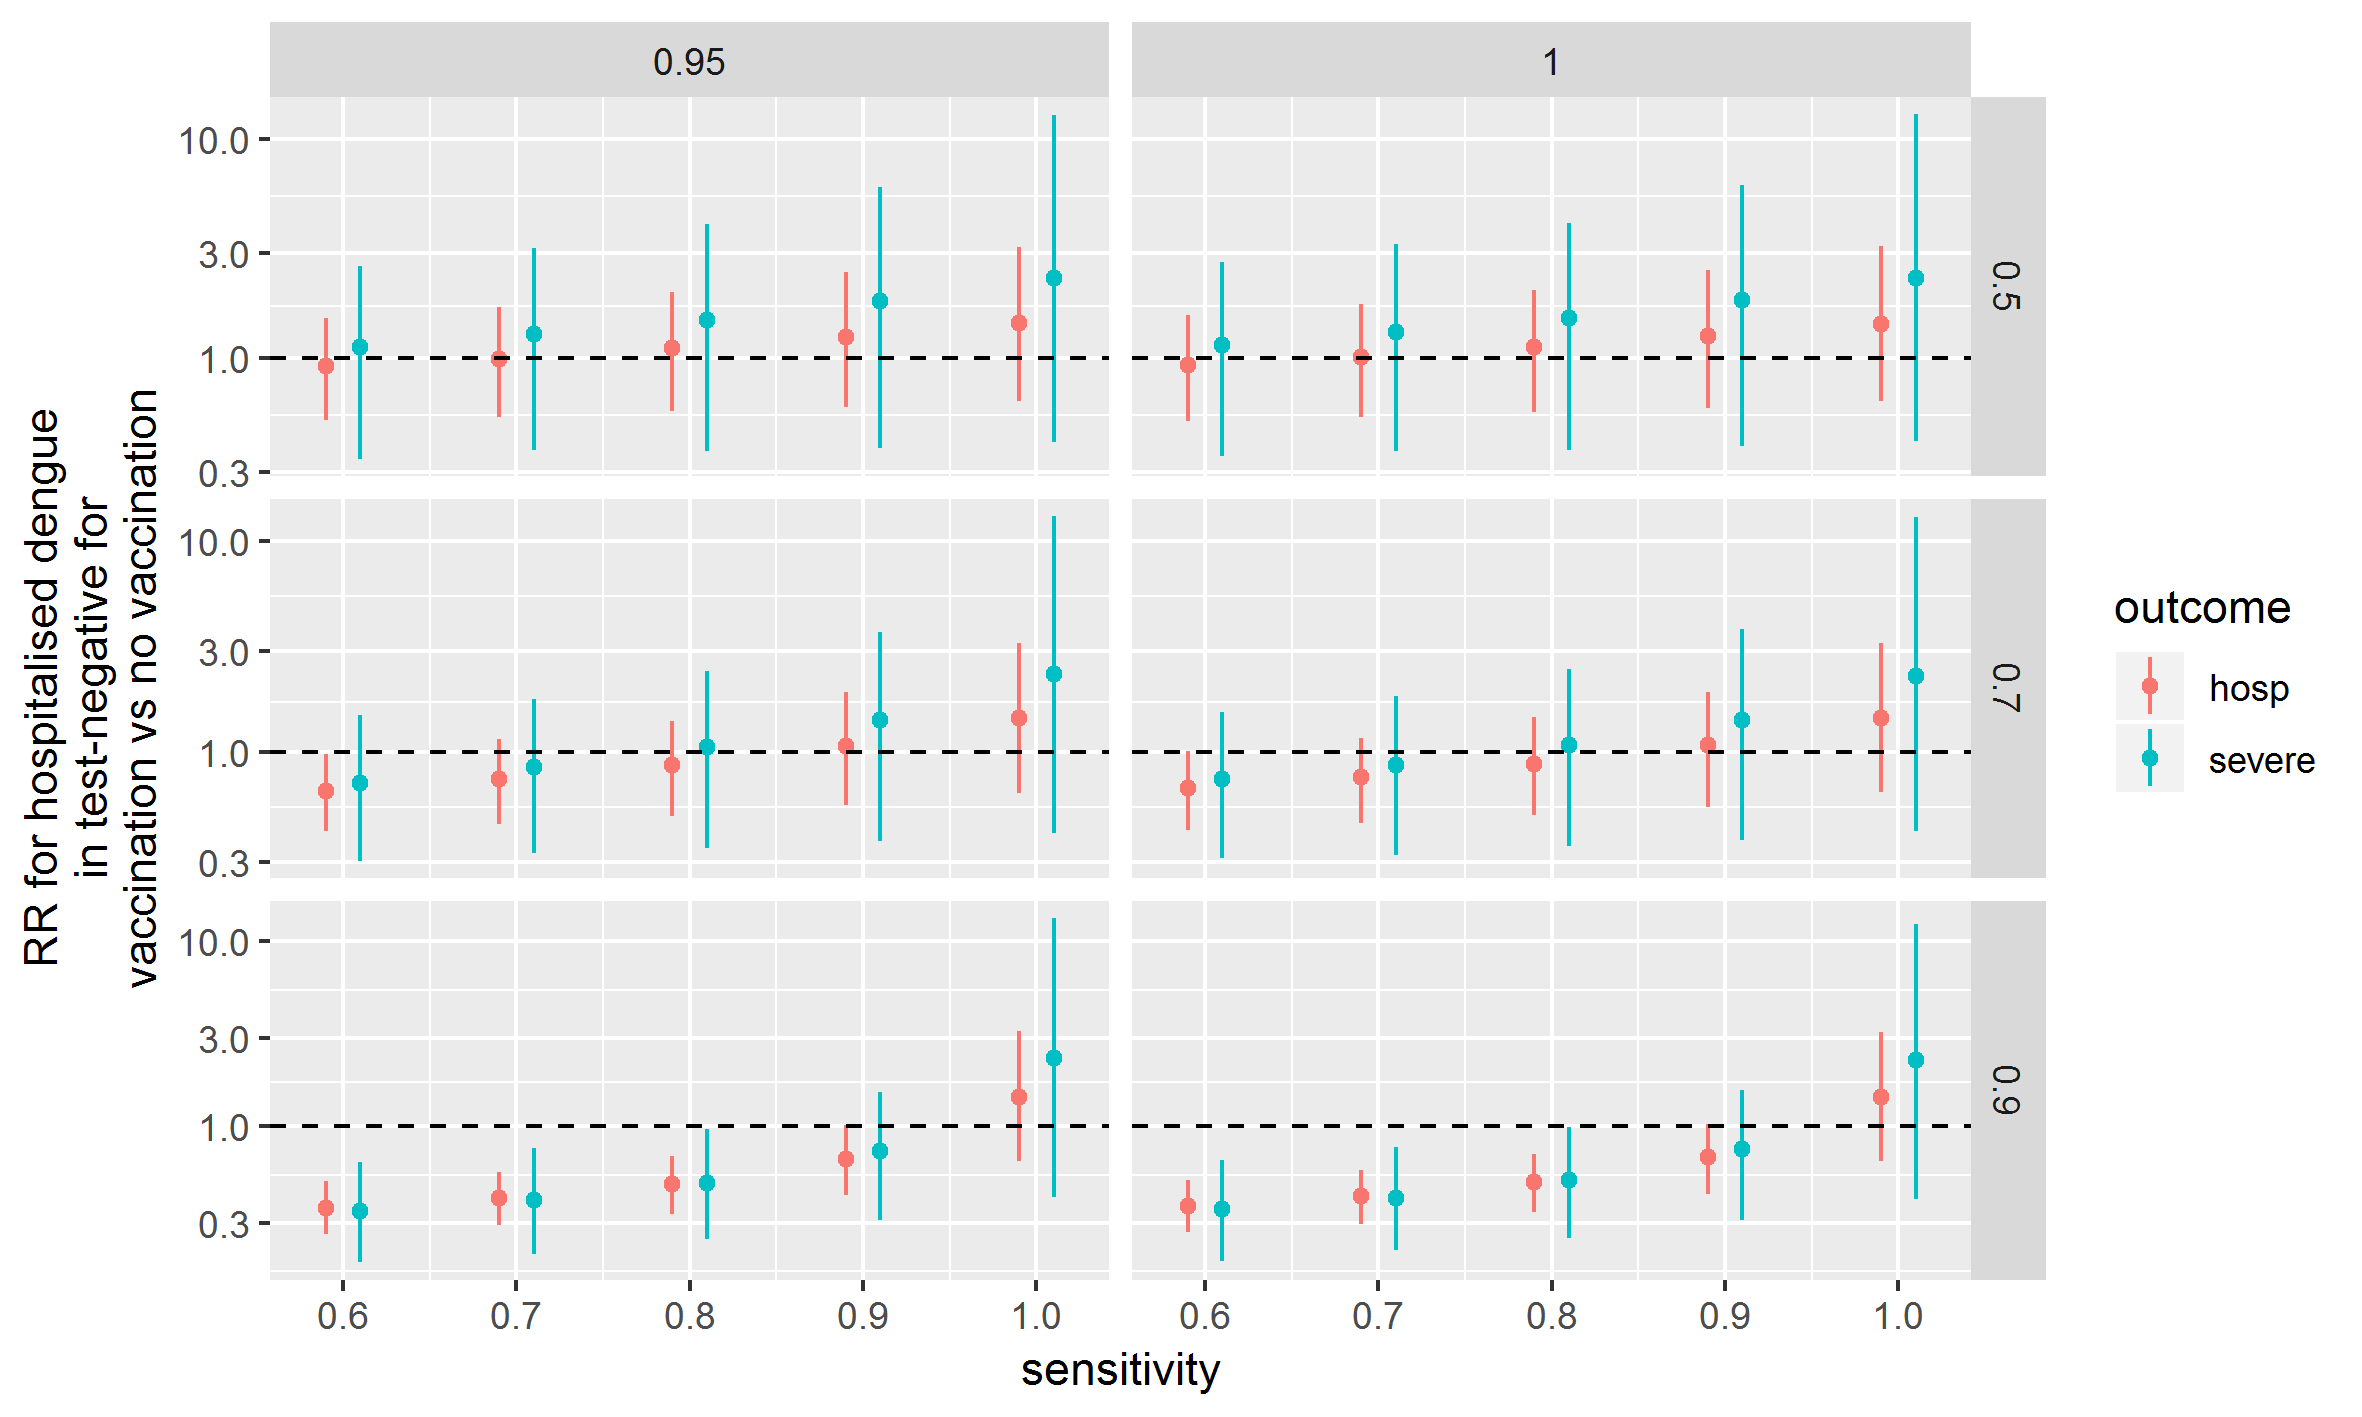 0.95
1
10.0
3.0
1.0
0.3
0.5
10.0
3.0
1.0
0.3
0.7
10.0
3.0
1.0
0.3
0.9
0.6 0.7 0.8 0.9 1.0
0.6 0.7 0.8 0.9 1.0
sensitivity
RR for hospitalised dengue
in test-negative for
vaccination vs no vaccination
outcome
hosp
severe